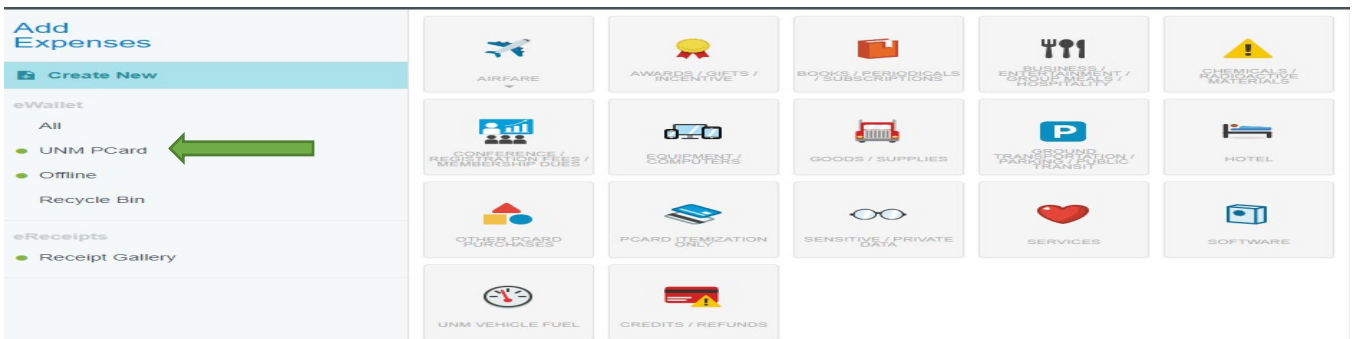 Add
Expenses
Create New
eWallet
All
UNM PCard
Offline
Recycle Bin
eReceipts
Receipt Gallery
AIRFARE
AWARDS / GIFTS /
INCENTIVE
BOOKS / PERIODICALS
/ SUBSCRIPTIONS
BUSINESS /
ENTERTAINMENT /
GROUP MEALS /
HOSPITALITY
CHEMICALS /
RADIOACTIVE
MATERIALS
CONFERENCE /
REGISTRATION FEES /
MEMBERSHIP DUES
EQUIPMENT /
COMPUTERS
GOODS / SUPPLIES
P
GROUND
TRANSPORTATION /
PARKING / PUBLIC
TRANSIT
HOTEL
OTHER PCARD
PURCHASES
PCARD ITEMIZATION
ONLY
SENSITIVE / PRIVATE
DATA
SERVICES
SOFTWARE
UNM VEHICLE FUEL
CREDITS / REFUNDS